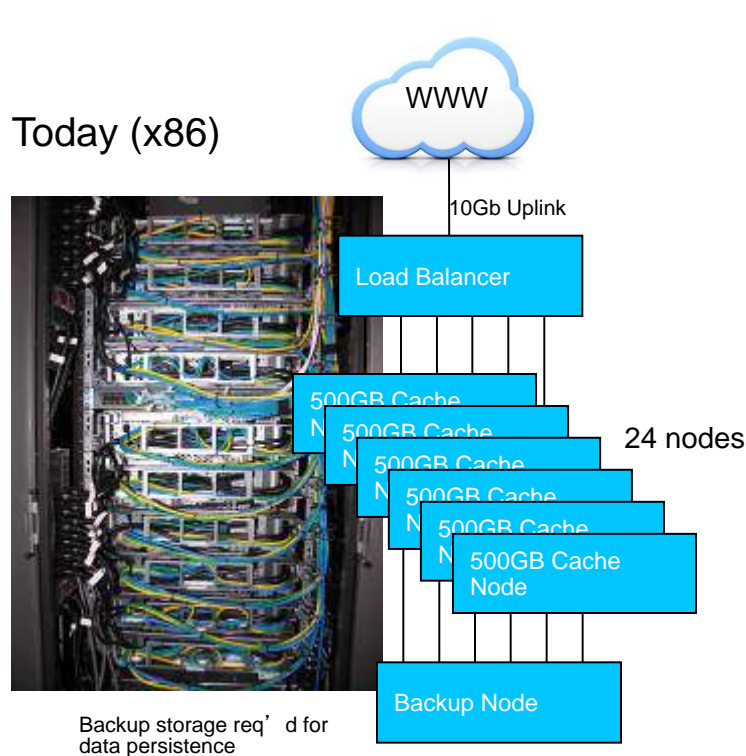 WWW
Today (x86)
10Gb Uplink
Load Balancer
500GB Cache
N
500GB Cache
N
500GB Cache
N
500GB Cache
N
500GB Cache
N
500GB Cache
Node
24 nodes
Backup Node
Backup storage req’d for
data persistence